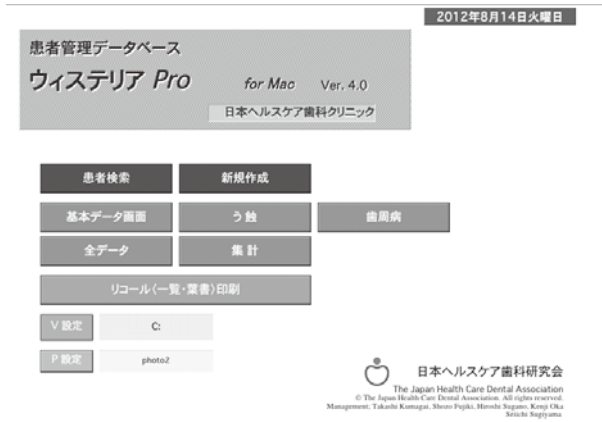 2012年8月14日火曜日
患者管理データベース
ウィステリア Pro for Mac Ver. 4.0
日本ヘルスケア歯科クリニック
患者検索 新規作成
基本データ画面 う蝕 歯周病
全データ 集計
リコール〈一覧・葉書〉印刷
V 設定 C:
P 設定 photo2
日本ヘルスケア歯科研究会
The Japan Health Care Dental Association
© The Japan Health Care Dental Association. All rights reserved.
Management: Takashi Kumagai, Shozo Fujiki, Hiroshi Sugano, Kenji Oka
Seiichi Sugiyama